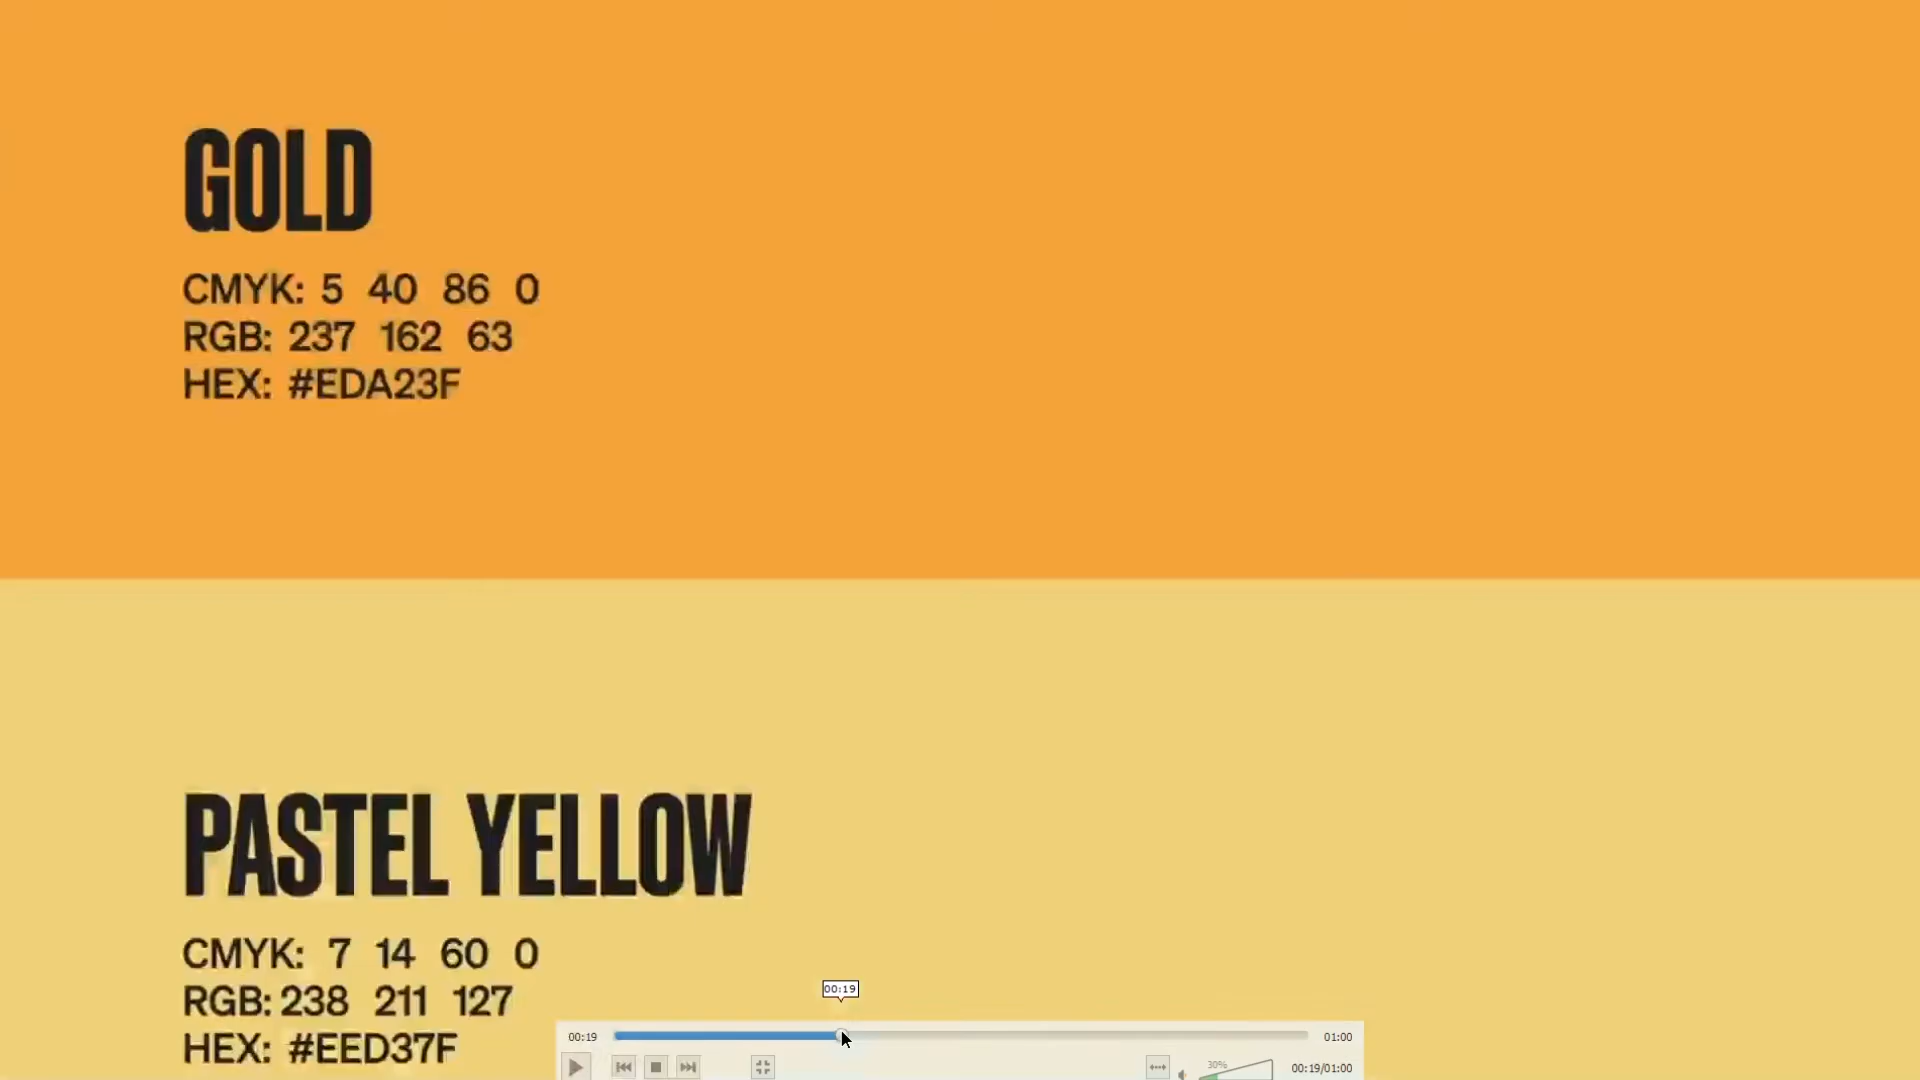 GOLD
CMYK: 5 40 86 0
RGB: 237 162 63
HEX: #EDA23F
PASTEL YELLOW
CMYK: 7 14 60 0
RGB: 238 211 127
HEX: #EED37F
00:19
00:19
01:00
30%
00:19/01:00